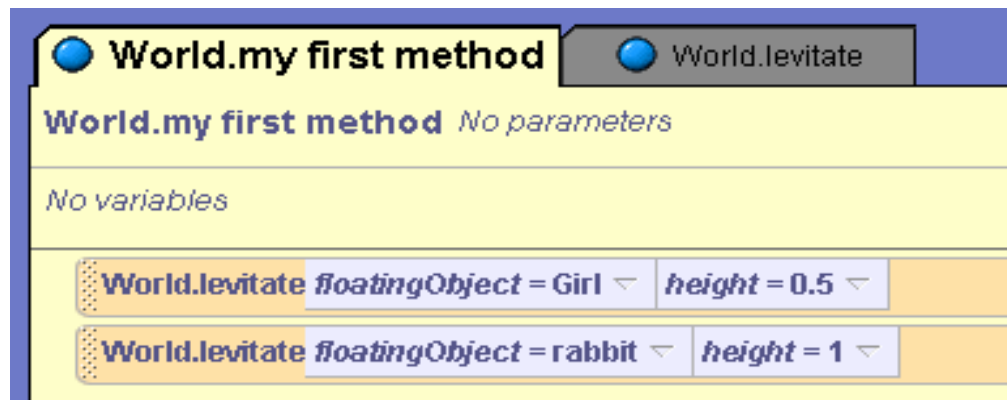 World.my first method World.levitate
World.my first method No parameters
No variables
World.levitate floatingObject = Girl height = 0.5
World.levitate floatingObject = rabbit height = 1